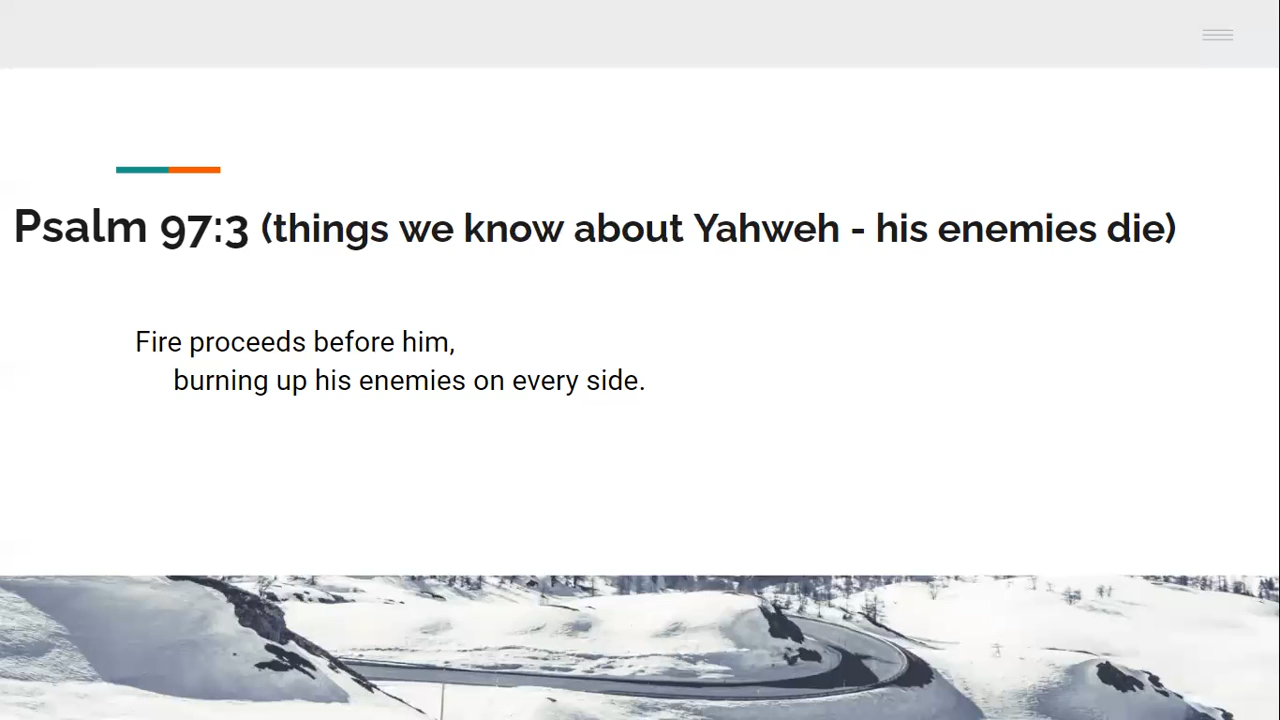 Psalm 97:3 (things we know about Yahweh - his enemies die)
Fire proceeds before him,
burning up his enemies on every side.